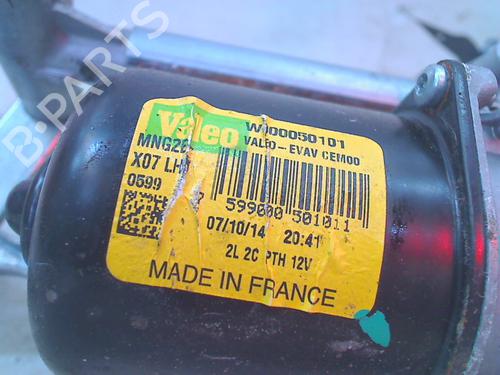 B-PARTS
Valeo
W000050101
VALEO-EVAV CEM00
MNG2
X07 LH
0599
599000 501011
07/10/14 20:41
2L 2C PTH 12V
MADE IN FRANCE